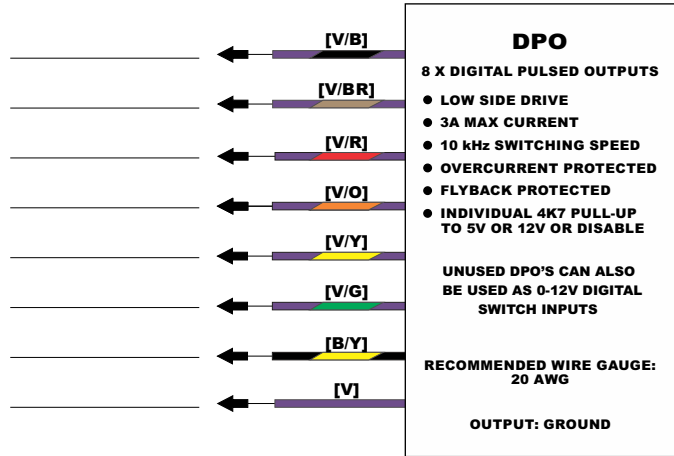 [V/B]
[V/BR]
[V/R]
[V/O]
[V/Y]
[V/G]
[B/Y]
[V]
DPO
8 X DIGITAL PULSED OUTPUTS
● LOW SIDE DRIVE
● 3A MAX CURRENT
● 10 kHz SWITCHING SPEED
● OVERCURRENT PROTECTED
● FLYBACK PROTECTED
● INDIVIDUAL 4K7 PULL-UP
TO 5V OR 12V OR DISABLE
UNUSED DPO'S CAN ALSO
BE USED AS 0-12V DIGITAL
SWITCH INPUTS
RECOMMENDED WIRE GAUGE:
20 AWG
OUTPUT: GROUND